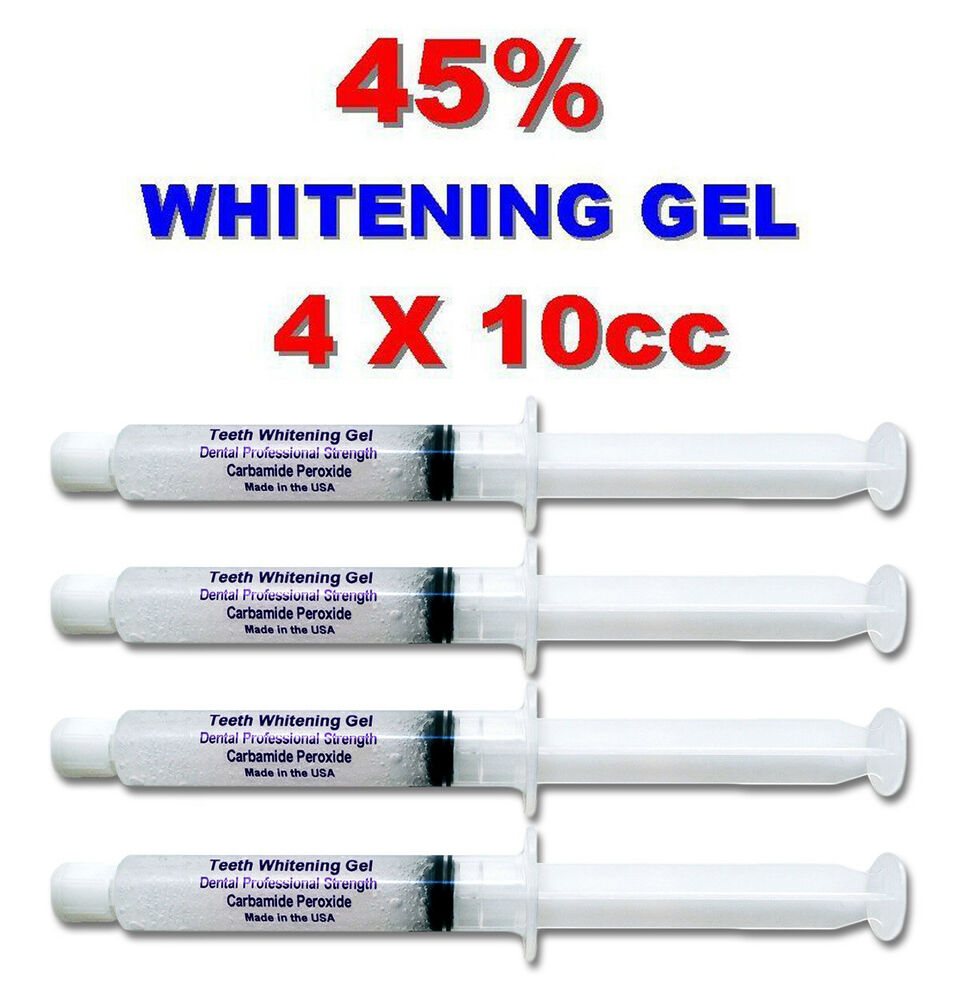 45%
WHITENING GEL
4 X 10cc
Teeth Whitening Gel
Dental Professional Strength
Carbamide Peroxide
Made in the USA
Teeth Whitening Gel
Dental Professional Strength
Carbamide Peroxide
Made in the USA
Teeth Whitening Gel
Dental Professional Strength
Carbamide Peroxide
Made in the USA
Teeth Whitening Gel
Dental Professional Strength
Carbamide Peroxide
Made in the USA